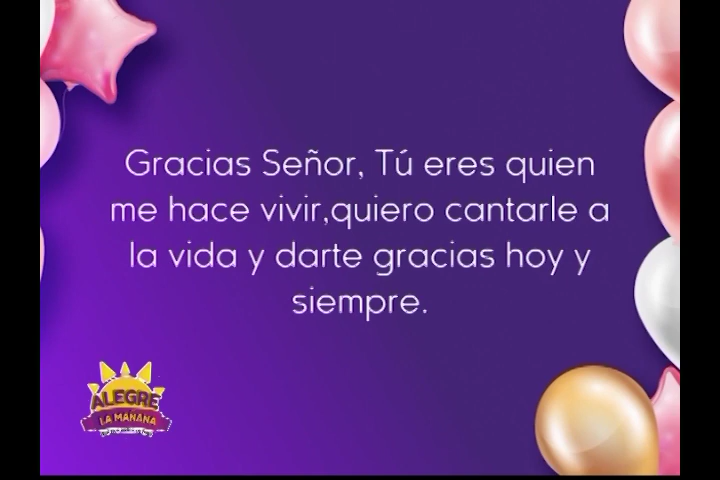 Gracias Señor, Tú eres quien
me hace vivir,quiero cantarle a
la vida y darte gracias hoy y
siempre.
ALEGRE
LA MAÑANA